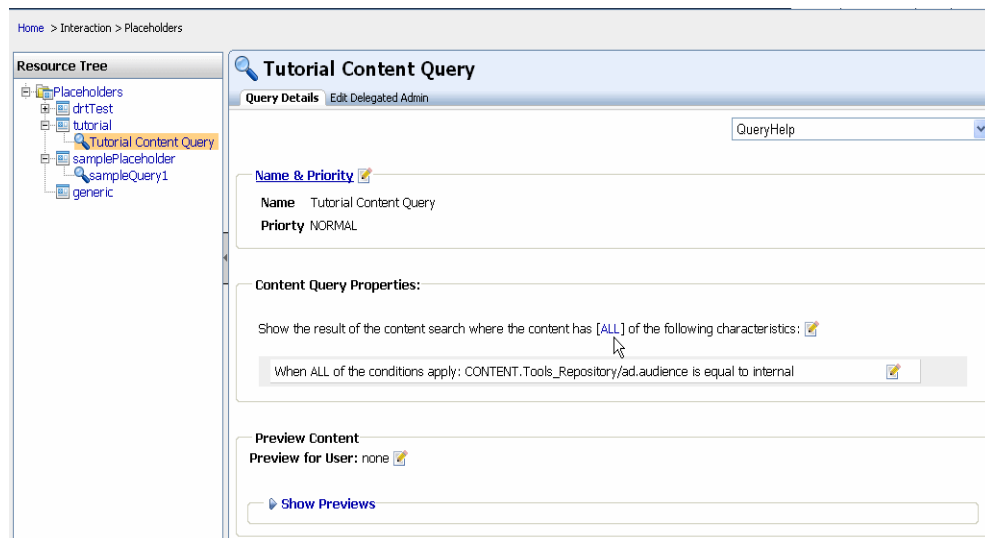 Home > Interaction > Placeholders
Resource Tree
Placeholders
drtTest
tutorial
Tutorial Content Query
samplePlaceholder
sampleQuery1
generic
Tutorial Content Query
Query Details Edit Delegated Admin
QueryHelp
Name & Priority
Name Tutorial Content Query
Priorty NORMAL
Content Query Properties:
Show the result of the content search where the content has [ALL] of the following characteristics:
When ALL of the conditions apply: CONTENT.Tools_Repository/ad.audience is equal to internal
Preview Content
Preview for User: none
Show Previews